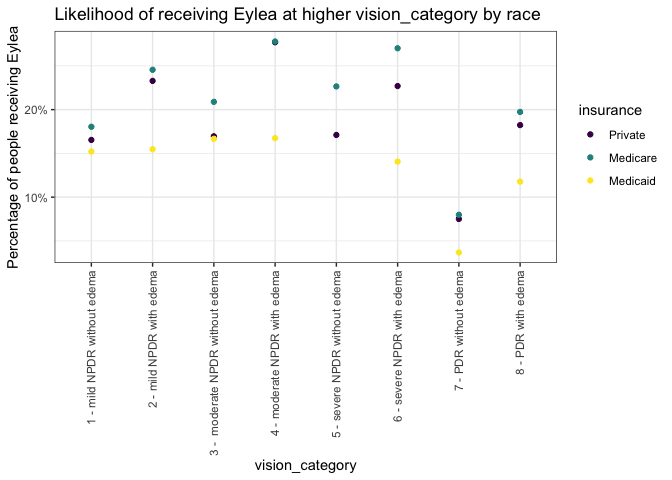 Likelihood of receiving Eylea at higher vision_category by race
Percentage of people receiving Eylea
20%
10%
1 - mild NPDR without edema
2 - mild NPDR with edema
3 - moderate NPDR without edema
4 - moderate NPDR with edema
5 - severe NPDR without edema
6 - severe NPDR with edema
7 - PDR without edema
8 - PDR with edema
vision_category
insurance
Private
Medicare
Medicaid